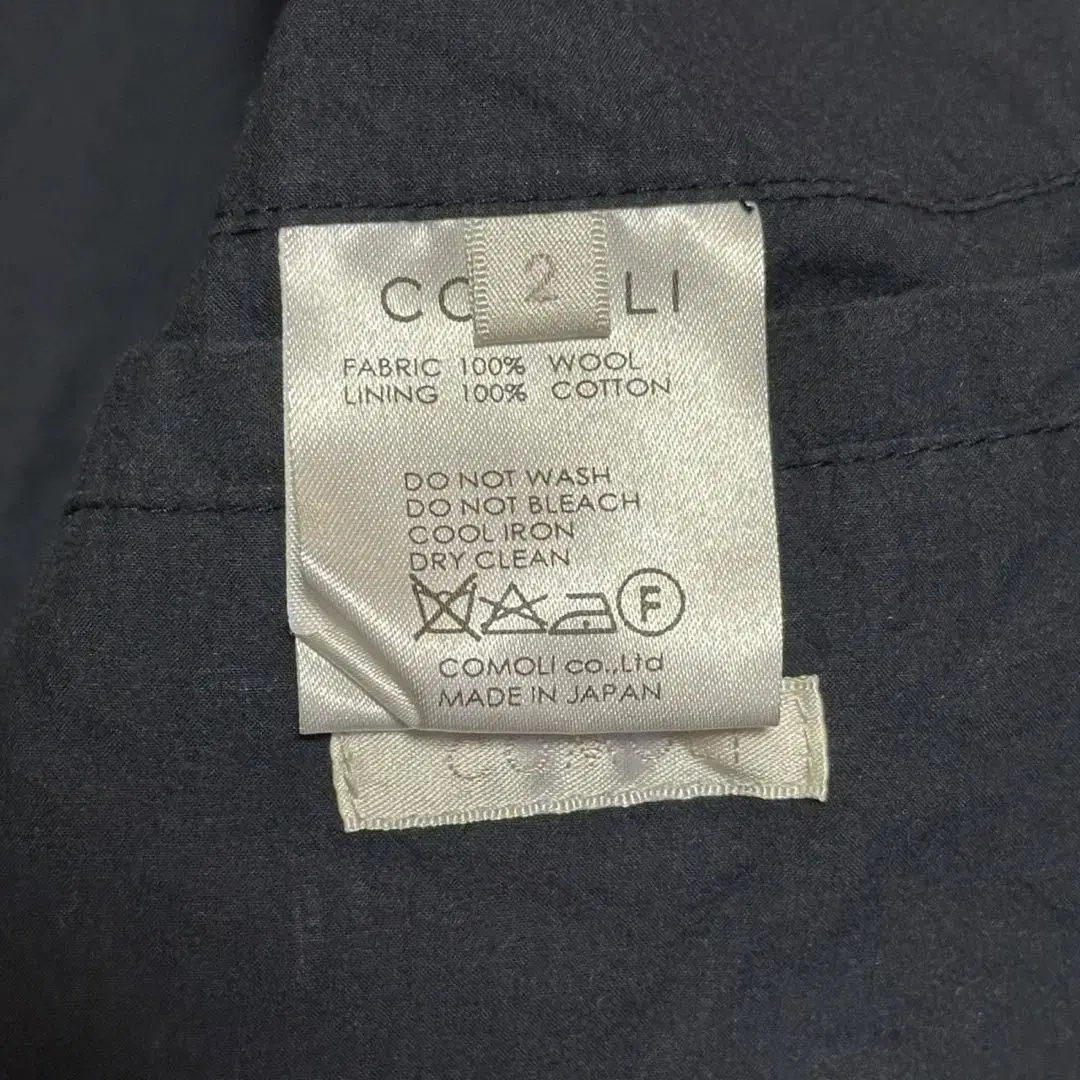 2
CO LI
FABRIC 100% WOOL
LINING 100% COTTON
DO NOT WASH
DO NOT BLEACH
COOL IRON
DRY CLEAN
F
COMOLI co.,Ltd
MADE IN JAPAN